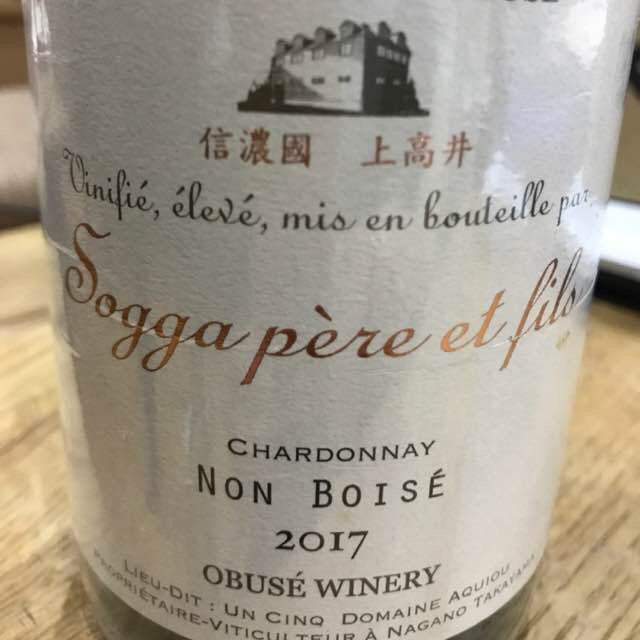 信濃國 上高井
Vinifié, élevé, mis en bouteille par
Sogga père et fils
CHARDONNAY
NON BOISÉ
2017
OBUSÉ WINERY
LIEU-DIT : UN CINQ DOMAINE AQUIOU
PROPRIÉTAIRE-VITICULTEUR À NAGANO TAKAYAMA